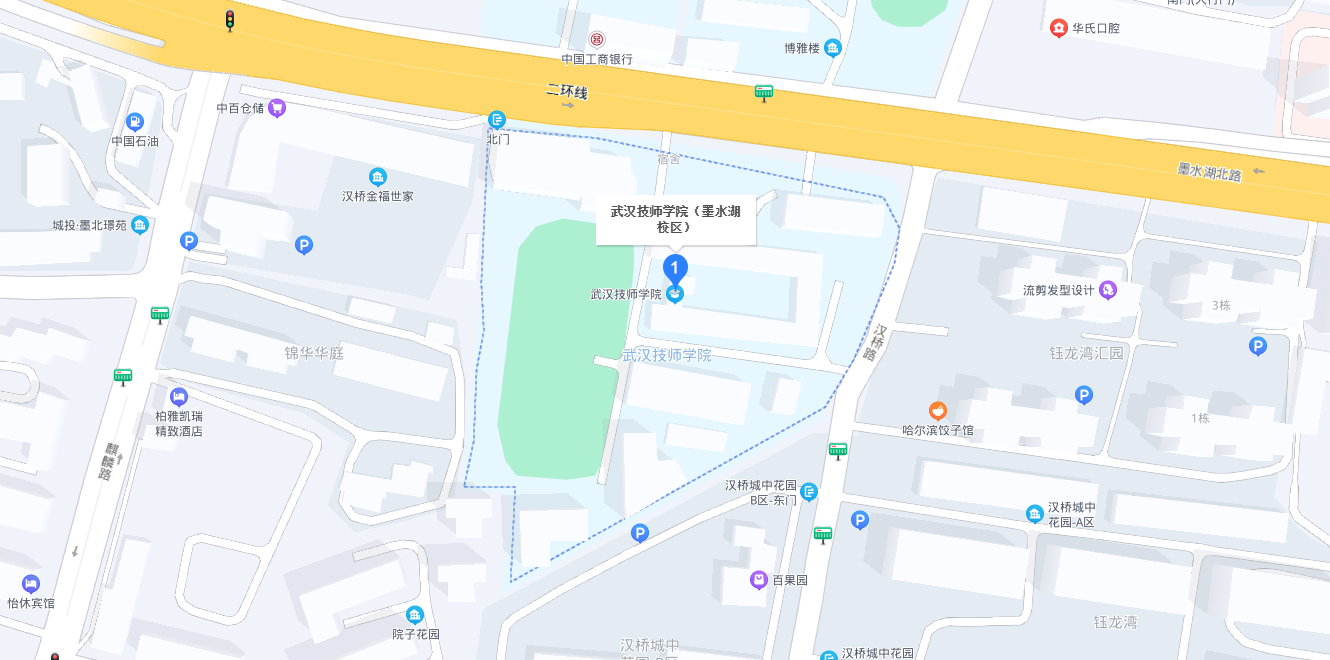 华氏口腔
博雅楼
中国工商银行
二环线
中百仓储
北门
中国石油
宿舍
墨水湖北路
汉桥金福世家
武汉技师学院（墨水湖
校区）
城投·墨北璟苑
P
P
1
武汉技师学院
流剪发型设计
3栋
汉桥路
锦华华庭
武汉技师学院
钰龙湾汇园
P
P
柏雅凯瑞
精致酒店
哈尔滨饺子馆
1栋
麒麟路
汉桥城中花园
B区-东门
P
P
汉桥城中
花园-A区
百果园
怡休宾馆
院子花园
钰龙湾
汉桥城中
汉桥城中花园